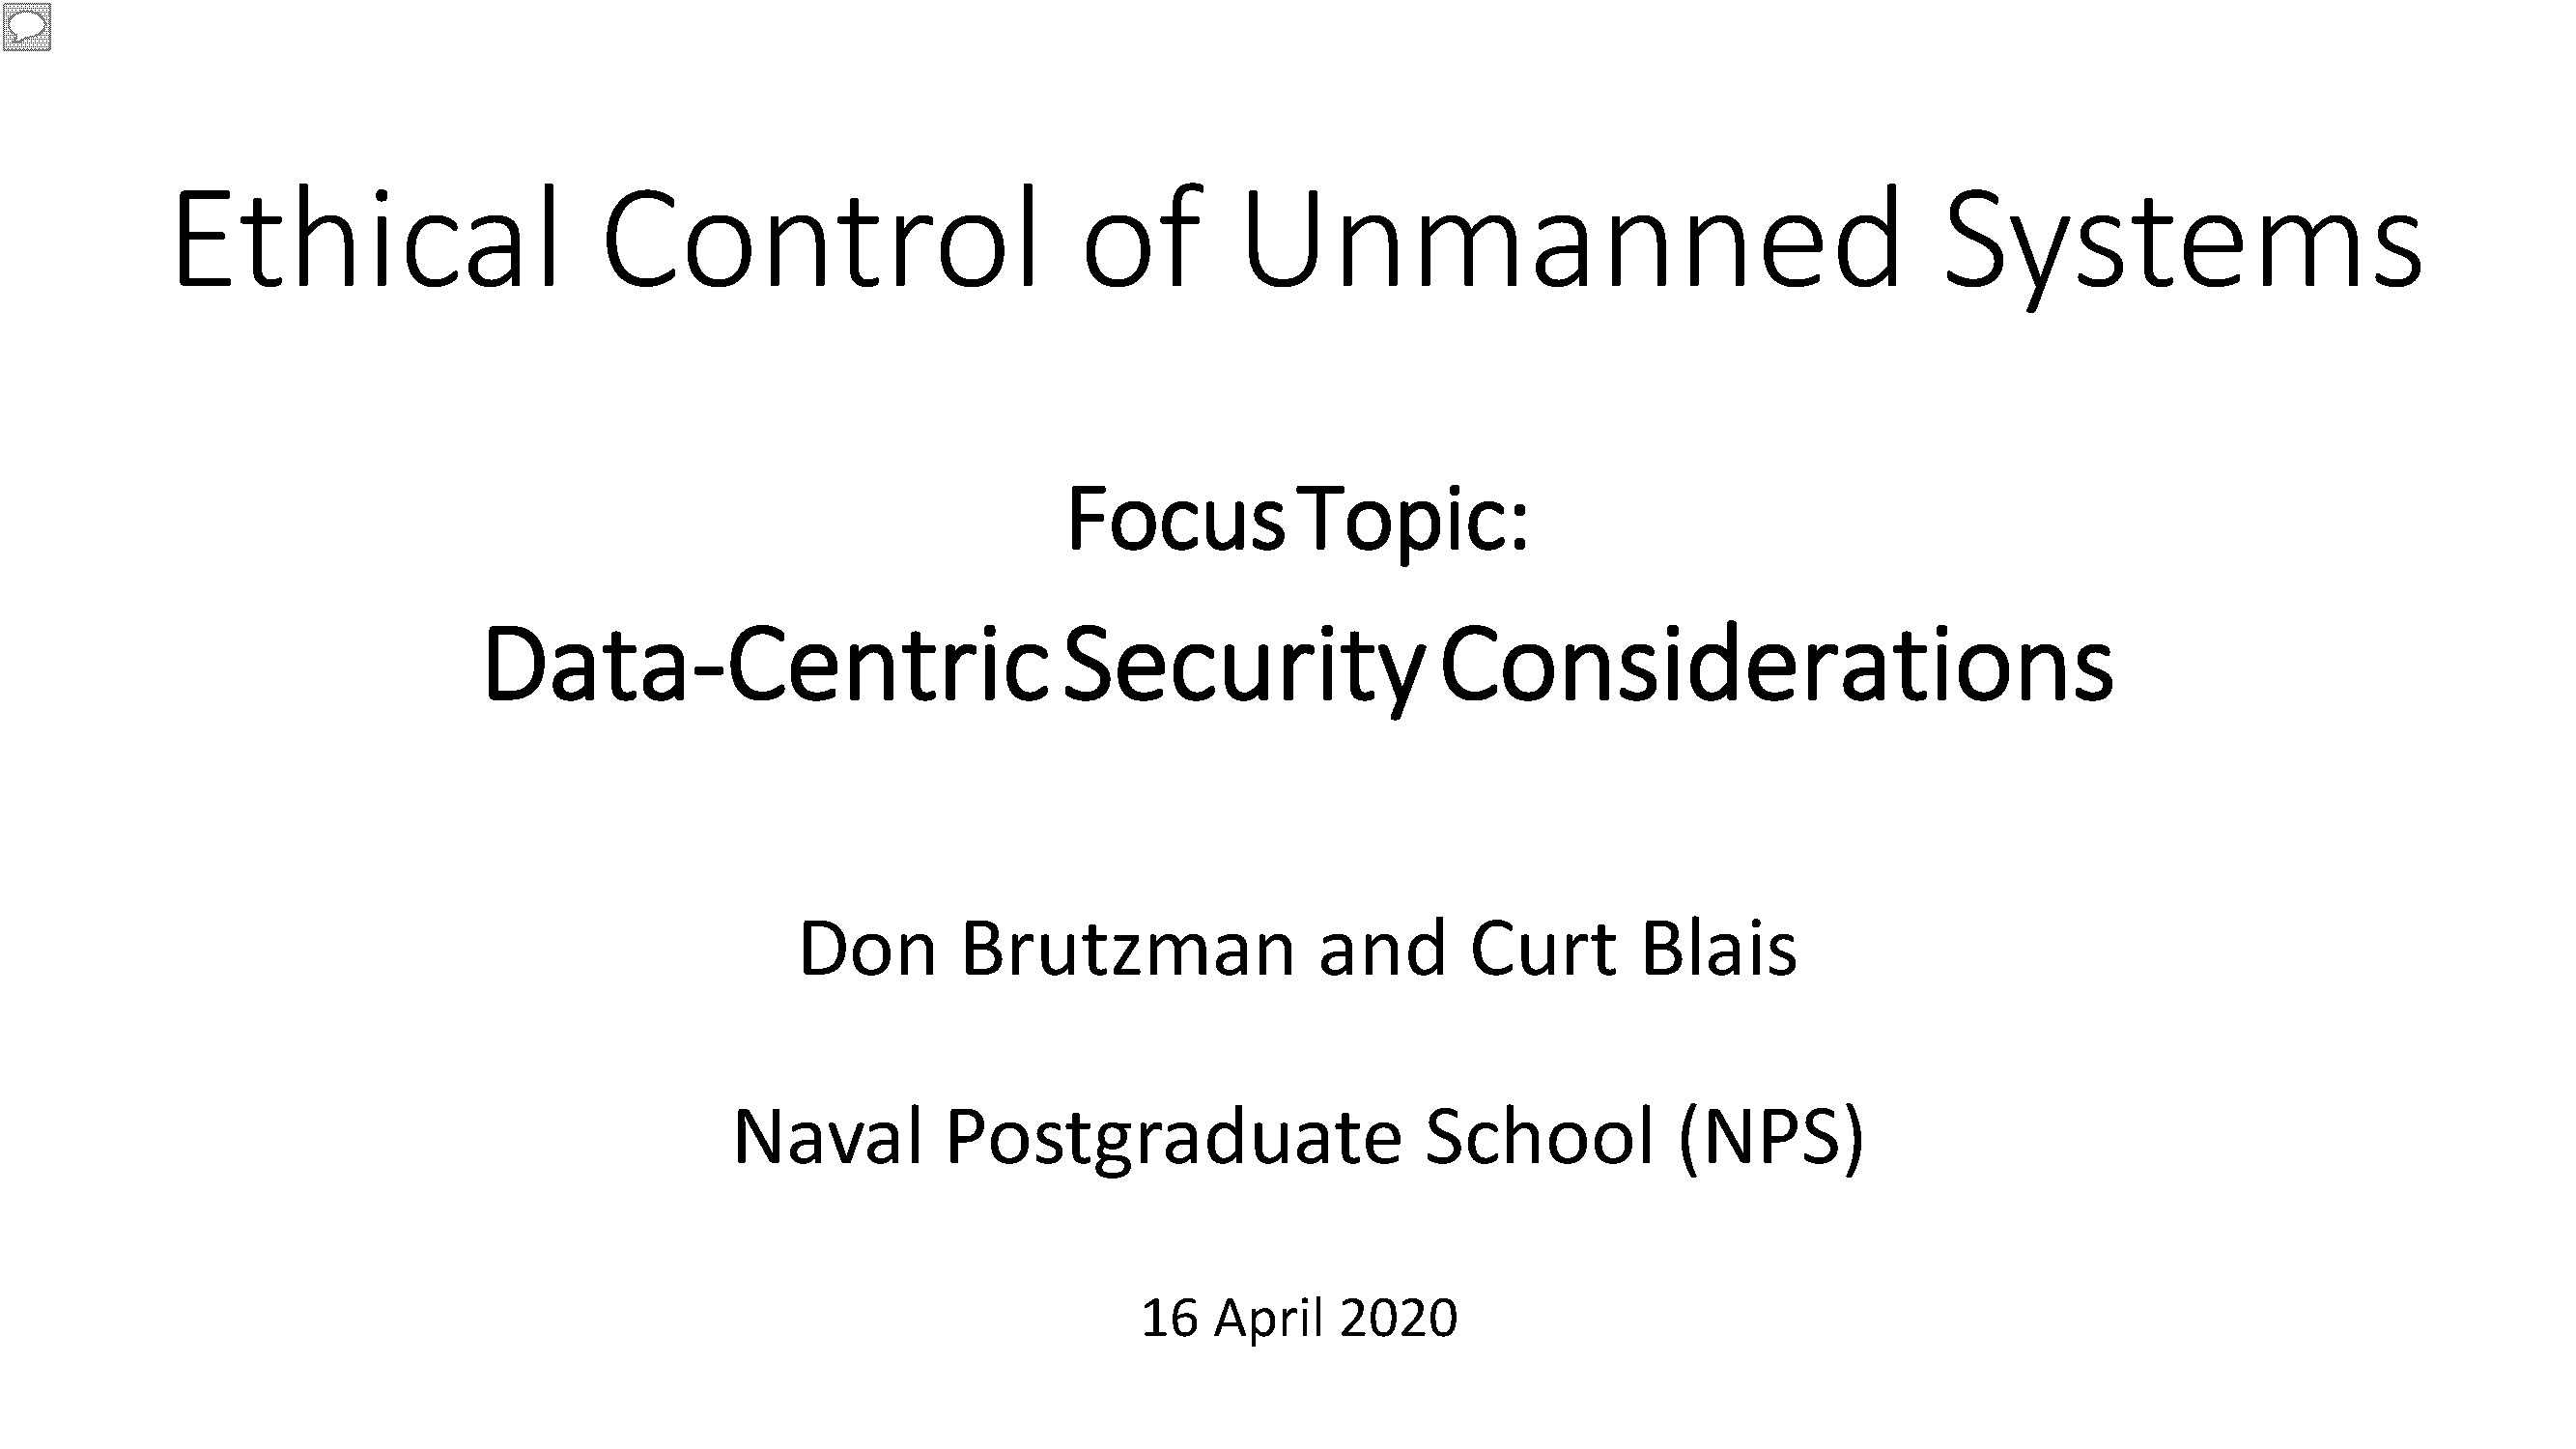 Ethical Control of Unmanned Systems
Focus Topic:
Data-Centric Security Considerations
Don Brutzman and Curt Blais
Naval Postgraduate School (NPS)
16 April 2020